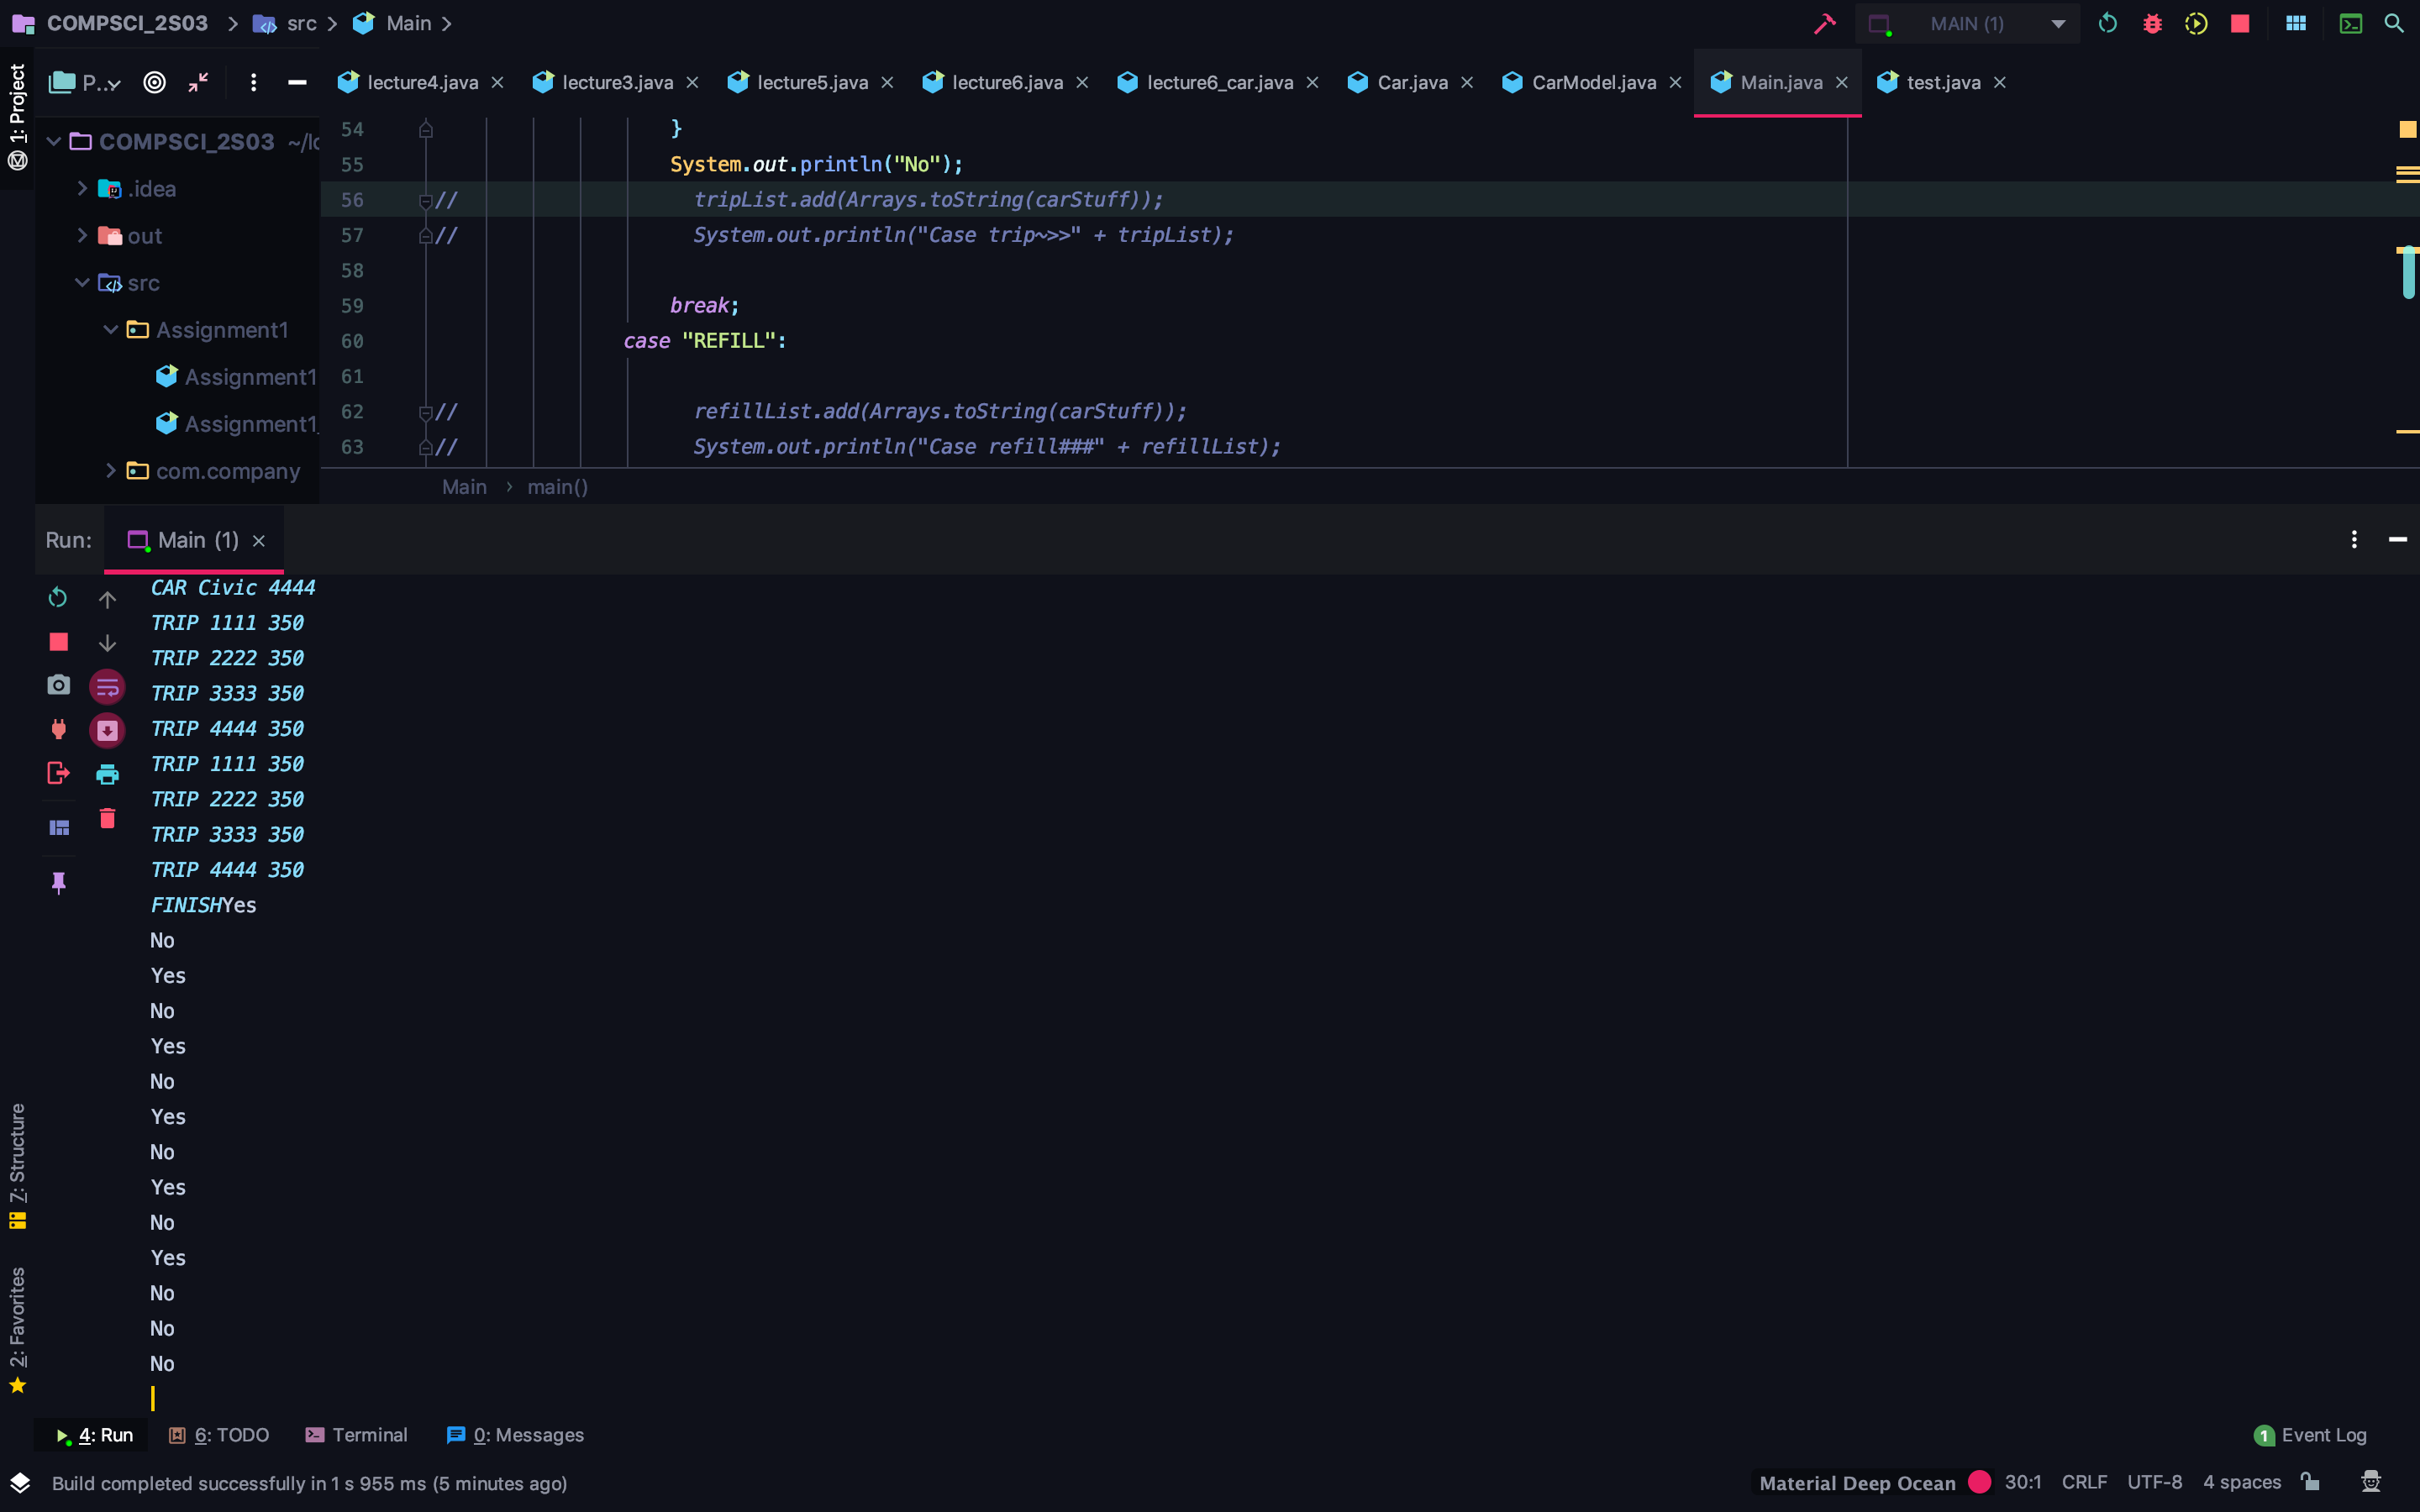 COMPSCI_2S03 src Main MAIN (1)
1: Project
P... lecture4.java lecture3.java lecture5.java lecture6.java lecture6_car.java Car.java CarModel.java Main.java test.java
COMPSCI_2S03 ~/
.idea
out
src
Assignment1
Assignment1
Assignment1_
com.company
54 }
55 System.out.println("No");
56 // tripList.add(Arrays.toString(carStuff));
57 // System.out.println("Case trip~>>" + tripList);
58
59 break;
60 case "REFILL":
61
62 // refillList.add(Arrays.toString(carStuff));
63 // System.out.println("Case refill###" + refillList);
Main > main()
Run: Main (1)
CAR Civic 4444
TRIP 1111 350
TRIP 2222 350
TRIP 3333 350
TRIP 4444 350
TRIP 1111 350
TRIP 2222 350
TRIP 3333 350
TRIP 4444 350
FINISHYes
No
Yes
No
Yes
No
Yes
No
Yes
No
Yes
No
No
No
7: Structure
2: Favorites
4: Run 6: TODO Terminal 0: Messages 1 Event Log
Build completed successfully in 1 s 955 ms (5 minutes ago) Material Deep Ocean 30:1 CRLF UTF-8 4 spaces